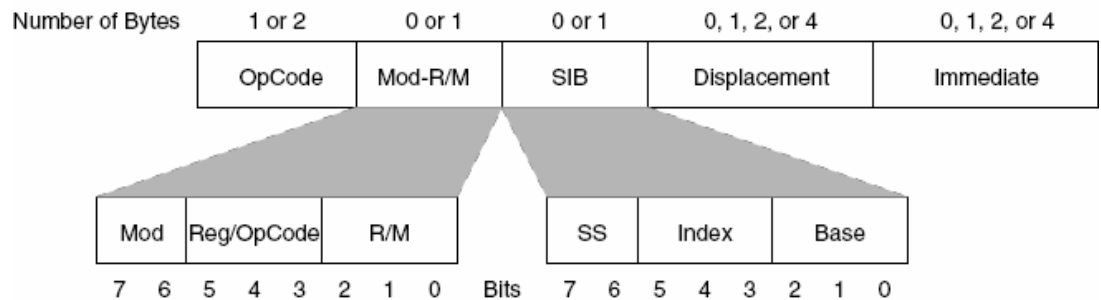 Number of Bytes 1 or 2 0 or 1 0 or 1 0, 1, 2, or 4 0, 1, 2, or 4
OpCode Mod-R/M SIB Displacement Immediate
Mod Reg/OpCode R/M SS Index Base
7 6 5 4 3 2 1 0 Bits 7 6 5 4 3 2 1 0